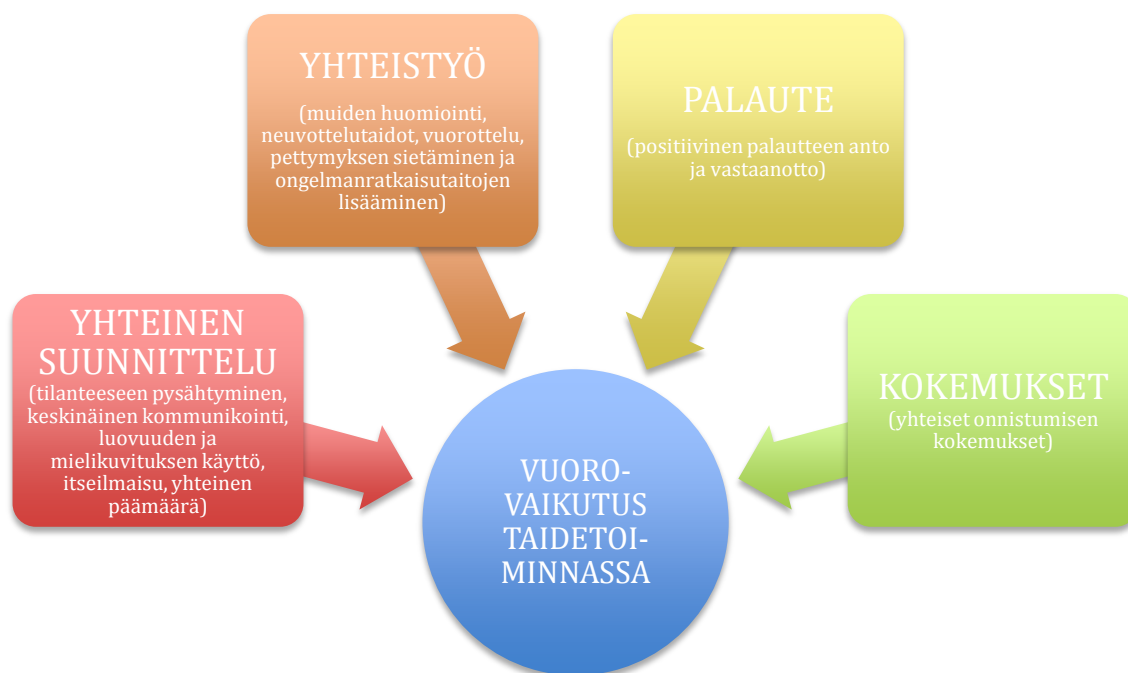 YHTEISTYÖ
(muiden huomiointi,
neuvottelutaidot, vuorottelu,
pettymyksen sietäminen ja
ongelmanratkaisutaitojen
lisääminen)
PALAUTE
(positiivinen palautteen anto
ja vastaanotto)
YHTEINEN
SUUNNITTELU
(tilanteeseen pysähtyminen,
keskinäinen kommunikointi,
luovuuden ja
mielikuvituksen käyttö,
itseilmaisu, yhteinen
päämäärä)
KOKEMUKSET
(yhteiset onnistumisen
kokemukset)
VUORO-
VAIKUTUS
TAIDETOI-
MINNASSA